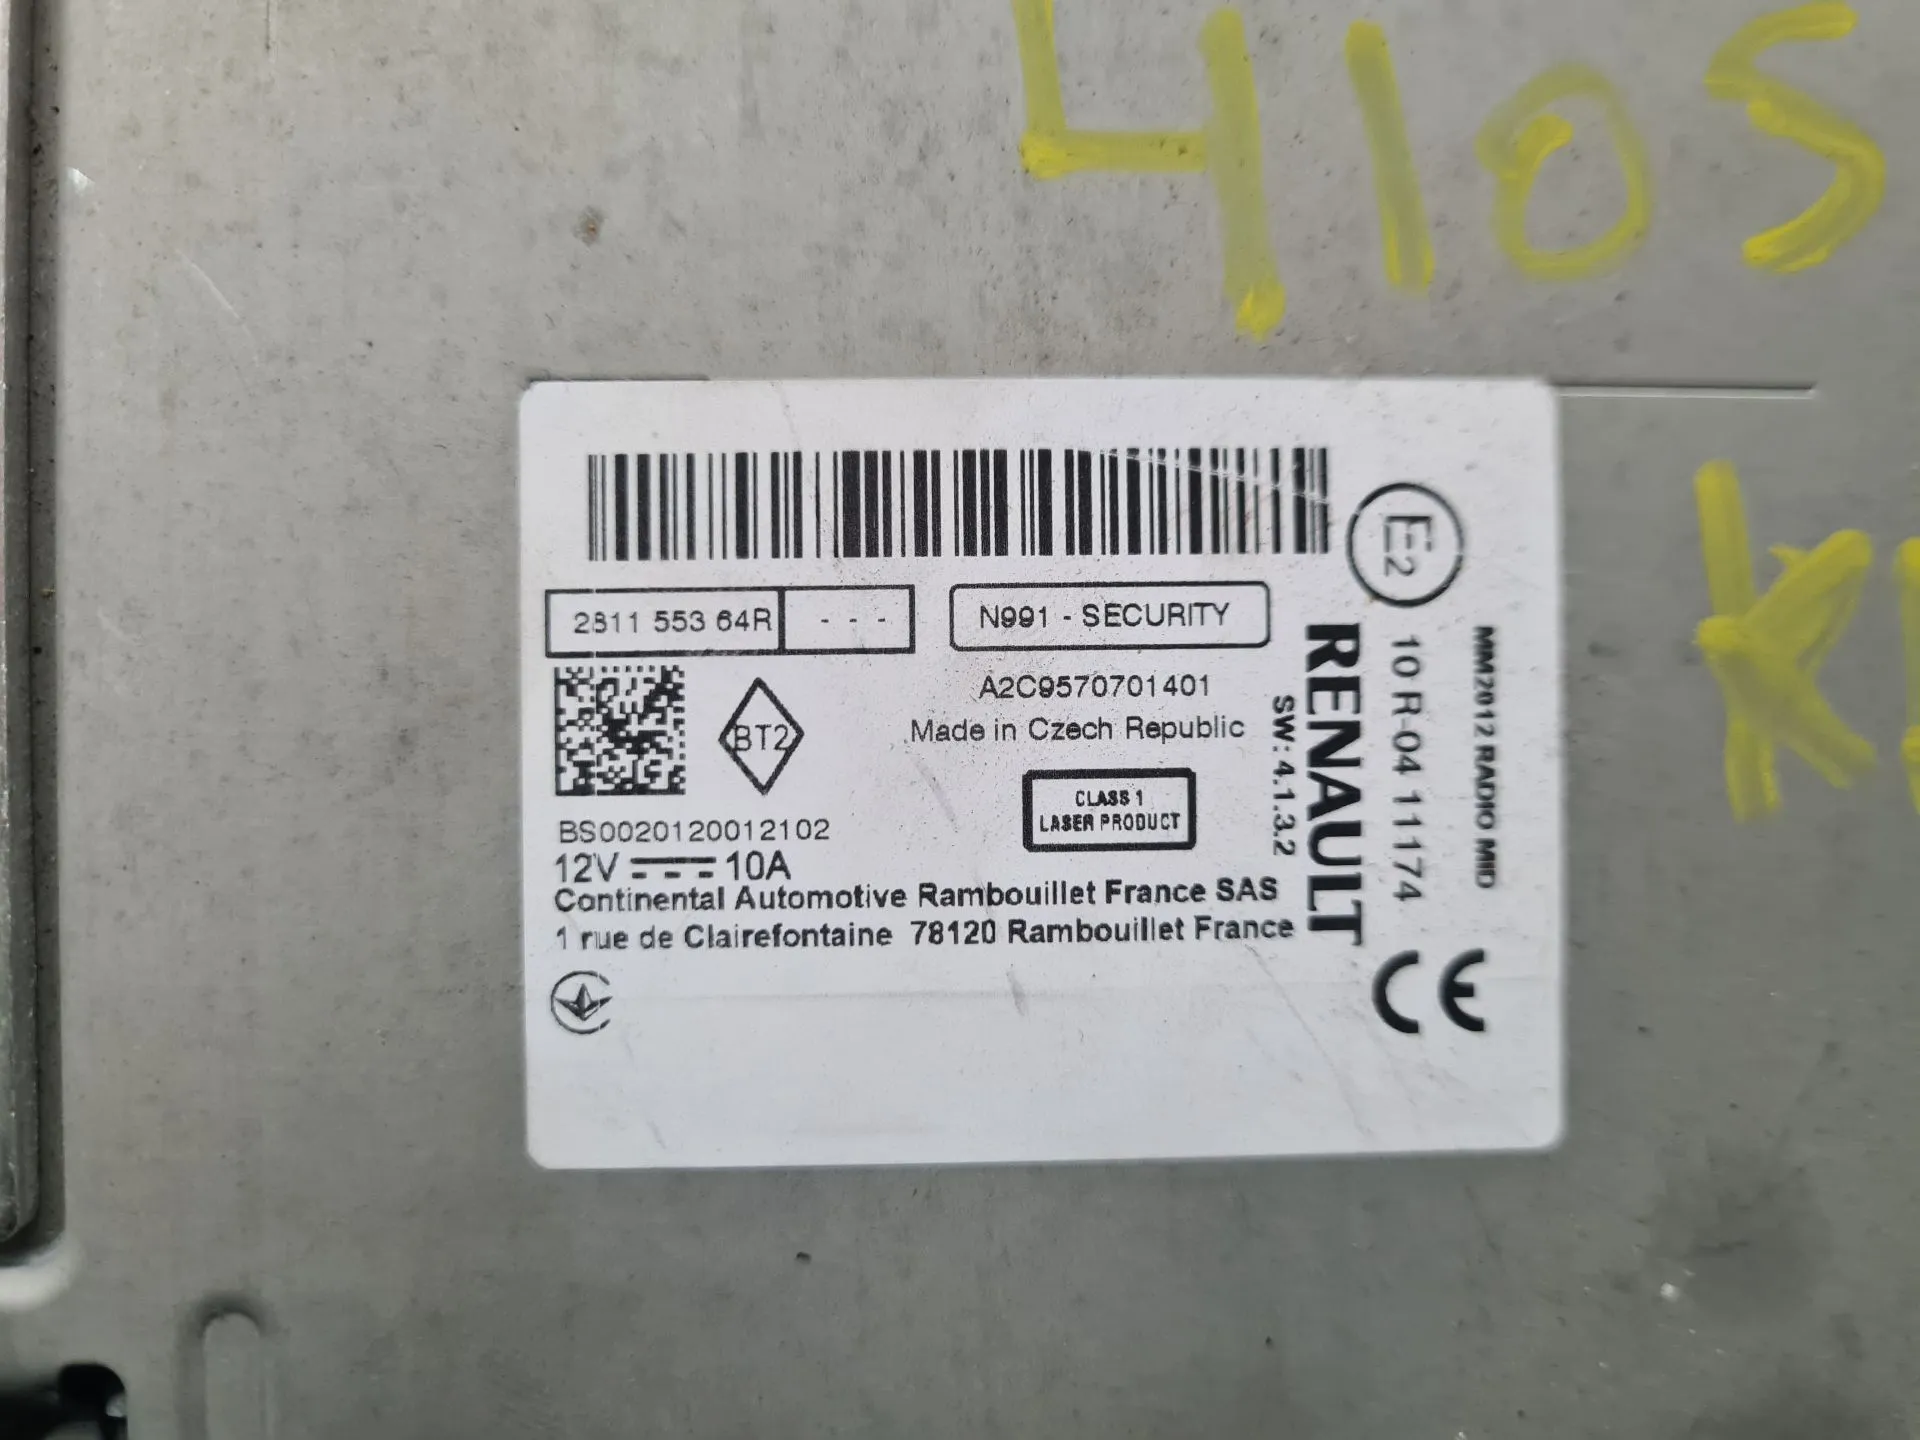 4105
K
2811 553 64R - - -
N991 - SECURITY
BT2
A2C9570701401
Made in Czech Republic
CLASS 1
LASER PRODUCT
BS0020120012102
12V 10A
Continental Automotive Rambouillet France SAS
1 rue de Clairefontaine 78120 Rambouillet France
SW:4.1.3.2
RENAULT
E2
10 R-04 11174
MM2012 RADIO MID
CE